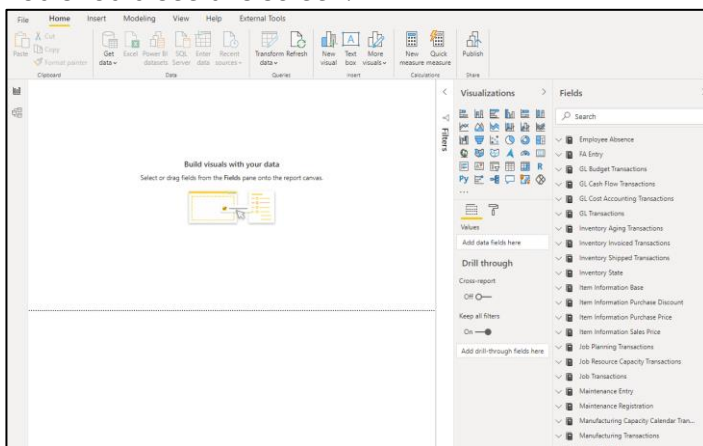 File Home Insert Modeling View Help External Tools
Paste
Cut
Copy
Format painter
Clipboard
Get data
Excel
Power BI datasets
SQL Server
Enter data
Recent sources
Data
Transform data
Refresh
Queries
New visual
Text box
More visuals
Insert
New measure
Quick measure
Calculations
Publish
Share
Build visuals with your data
Select or drag fields from the Fields pane onto the report canvas.
Filters
Visualizations
R
Py
...
Values
Add data fields here
Drill through
Cross-report
Off
Keep all filters
On
Add drill-through fields here
Fields
Search
Employee Absence
FA Entry
GL Budget Transactions
GL Cash Flow Transactions
GL Cost Accounting Transactions
GL Transactions
Inventory Aging Transactions
Inventory Invoiced Transactions
Inventory Shipped Transactions
Inventory State
Item Information Base
Item Information Purchase Discount
Item Information Purchase Price
Item Information Sales Price
Job Planning Transactions
Job Resource Capacity Transactions
Job Transactions
Maintenance Entry
Maintenance Registration
Manufacturing Capacity Calendar Tran...
Manufacturing Transactions